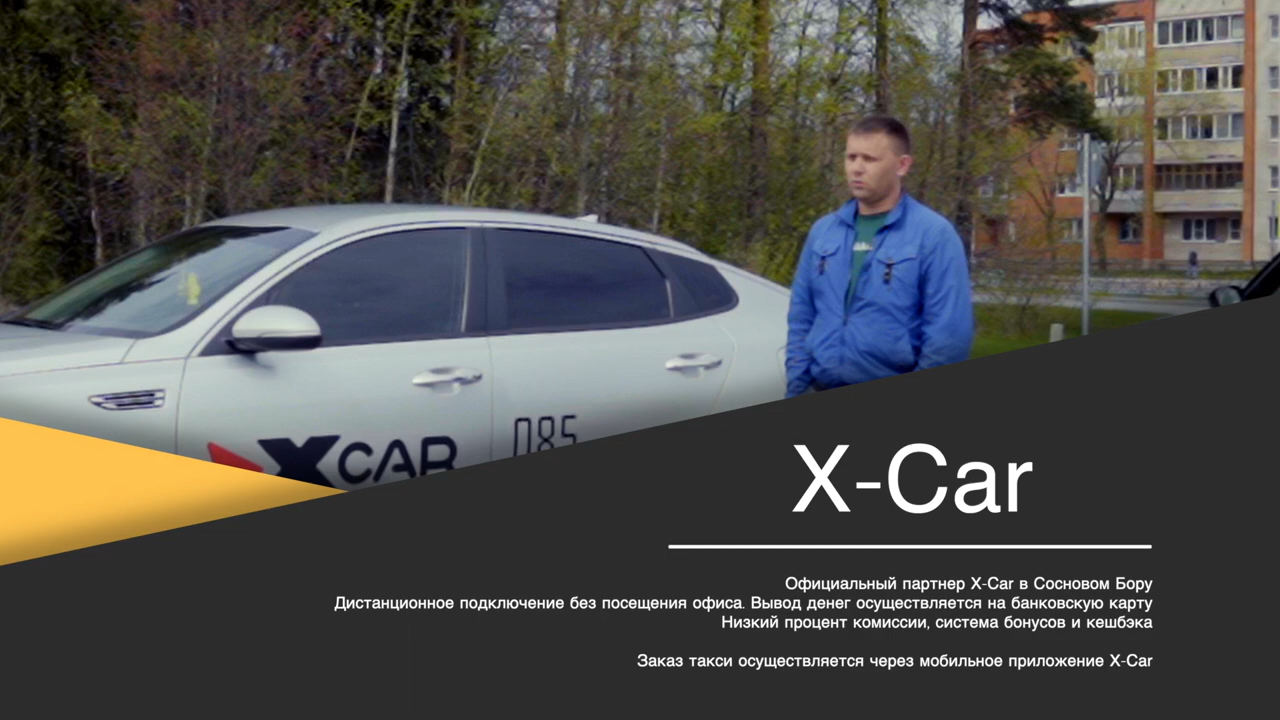 XCAR
085
X-Car
Официальный партнер X-Car в Сосновом Бору
Дистанционное подключение без посещения офиса. Вывод денег осуществляется на банковскую карту
Низкий процент комиссии, система бонусов и кешбэка
Заказ такси осуществляется через мобильное приложение X-Car